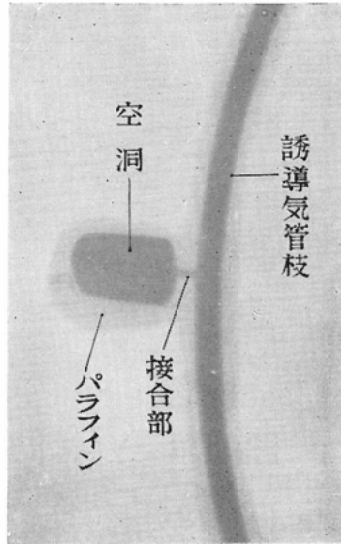 誘導気管枝
空洞
接合部
パラフィン